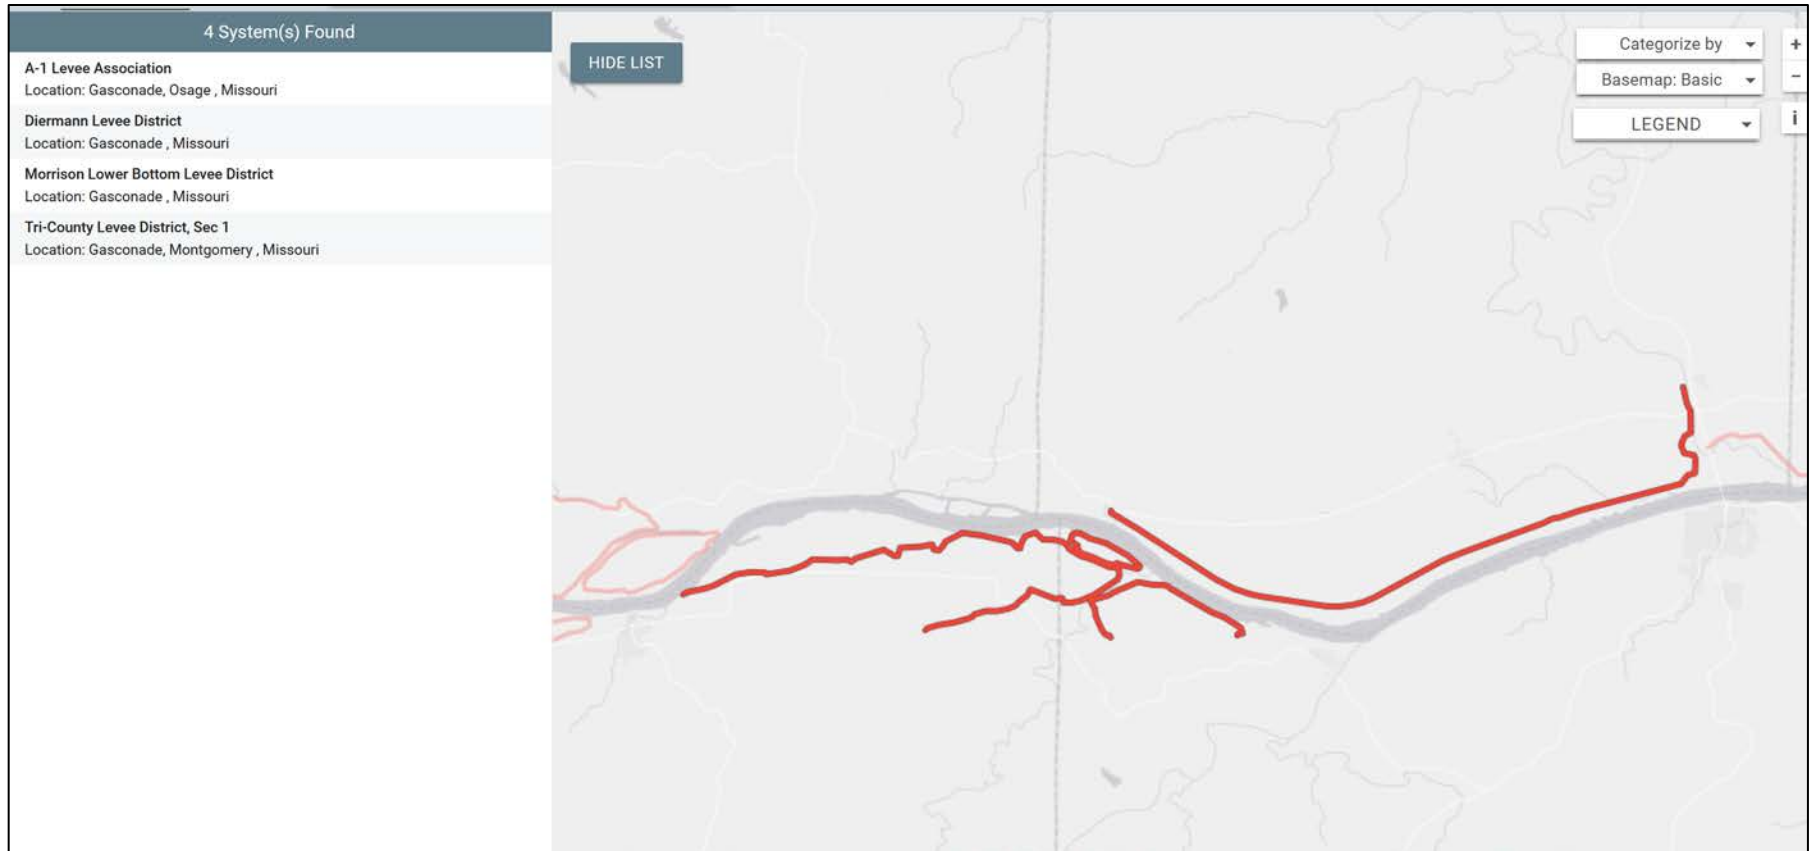 4 System(s) Found
A-1 Levee Association
Location: Gasconade, Osage , Missouri
Diermann Levee District
Location: Gasconade , Missouri
Morrison Lower Bottom Levee District
Location: Gasconade , Missouri
Tri-County Levee District, Sec 1
Location: Gasconade, Montgomery , Missouri
HIDE LIST
Categorize by
Basemap: Basic
LEGEND
+
−
i